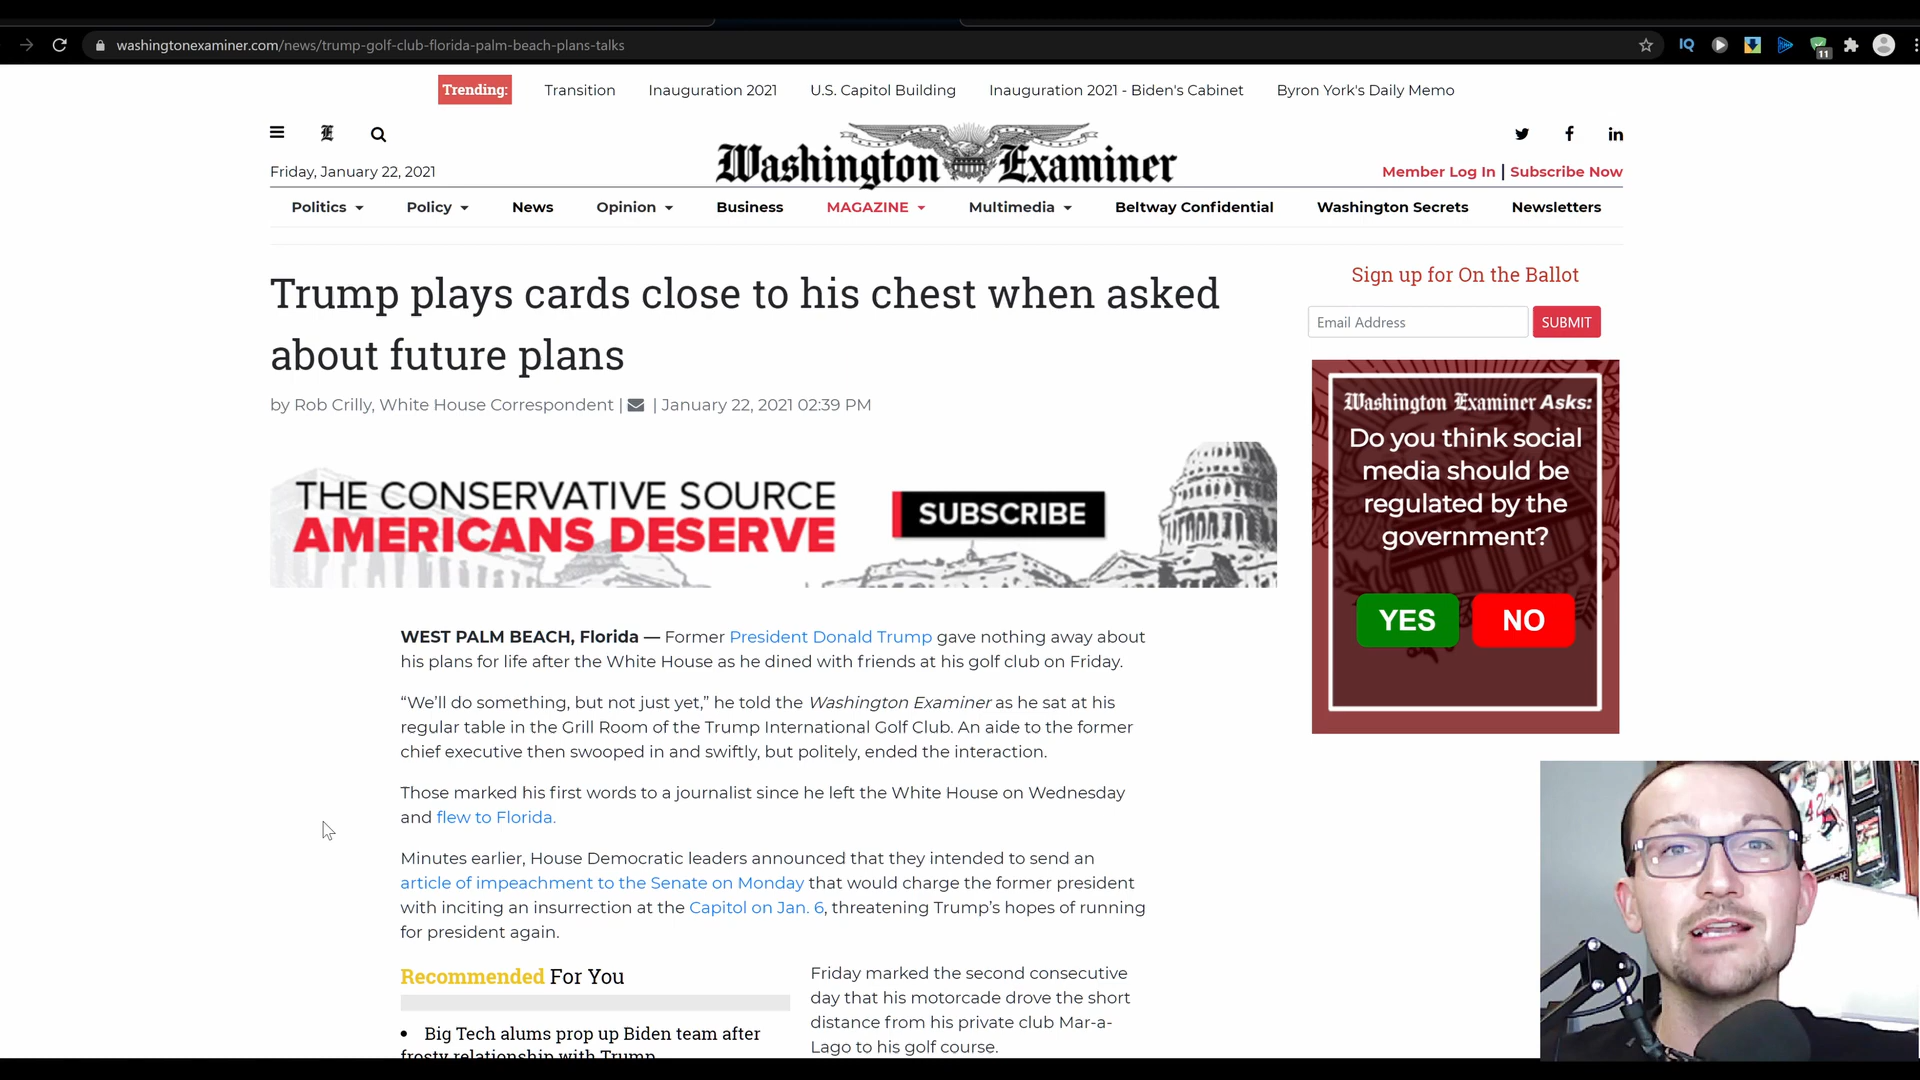 washingtonexaminer.com/news/trump-golf-club-florida-palm-beach-plans-talks
IQ
11
Trending:
Transition
Inauguration 2021
U.S. Capitol Building
Inauguration 2021 - Biden's Cabinet
Byron York's Daily Memo
E
Washington Examiner
Friday, January 22, 2021
Member Log In | Subscribe Now
Politics
Policy
News
Opinion
Business
MAGAZINE
Multimedia
Beltway Confidential
Washington Secrets
Newsletters
Trump plays cards close to his chest when asked
about future plans
by Rob Crilly, White House Correspondent | | January 22, 2021 02:39 PM
THE CONSERVATIVE SOURCE
AMERICANS DESERVE
SUBSCRIBE
WEST PALM BEACH, Florida — Former President Donald Trump gave nothing away about
his plans for life after the White House as he dined with friends at his golf club on Friday.
“We’ll do something, but not just yet,” he told the Washington Examiner as he sat at his
regular table in the Grill Room of the Trump International Golf Club. An aide to the former
chief executive then swooped in and swiftly, but politely, ended the interaction.
Those marked his first words to a journalist since he left the White House on Wednesday
and flew to Florida.
Minutes earlier, House Democratic leaders announced that they intended to send an
article of impeachment to the Senate on Monday that would charge the former president
with inciting an insurrection at the Capitol on Jan. 6, threatening Trump’s hopes of running
for president again.
Recommended For You
• Big Tech alums prop up Biden team after
frosty relationship with Trump
Friday marked the second consecutive
day that his motorcade drove the short
distance from his private club Mar-a-
Lago to his golf course.
Sign up for On the Ballot
Email Address
SUBMIT
Washington Examiner Asks:
Do you think social
media should be
regulated by the
government?
YES
NO